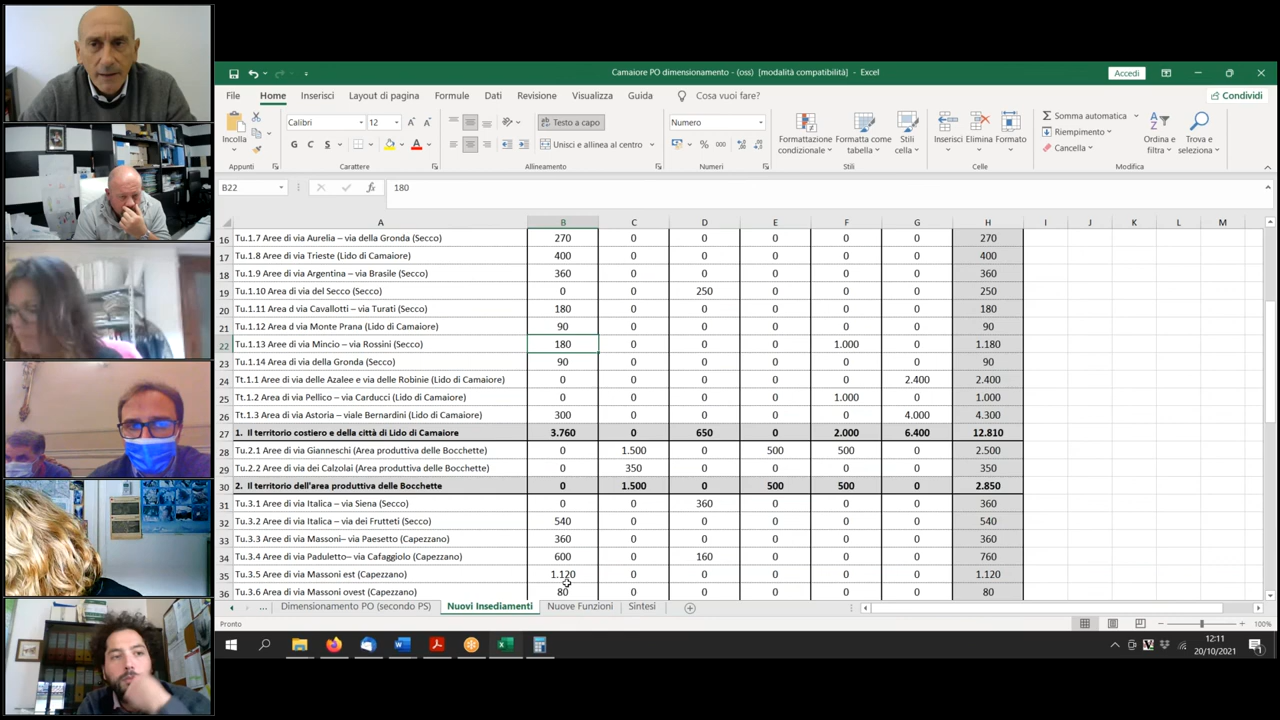 Camaiore PO dimensionamento - (oss) [modalità compatibilità] - Excel
Accedi
File Home Inserisci Layout di pagina Formule Dati Revisione Visualizza Guida Cosa vuoi fare? Condividi
Incolla
Calibri 12
G C S
Testo a capo
Unisci e allinea al centro
Numero
% 000
Formattazione condizionale
Formatta come tabella
Stili cella
Inserisci Elimina Formato
Somma automatica
Riempimento
Cancella
Ordina e filtra
Trova e seleziona
Appunti Carattere Allineamento Numeri Stili Celle Modifica
B22 fx 180
A B C D E F G H I J K L M
16 Tu.1.7 Aree di via Aurelia – via della Gronda (Secco) 270 0 0 0 0 0 270
17 Tu.1.8 Aree di via Trieste (Lido di Camaiore) 400 0 0 0 0 0 400
18 Tu.1.9 Aree di via Argentina – via Brasile (Secco) 360 0 0 0 0 0 360
19 Tu.1.10 Area di via del Secco (Secco) 0 0 250 0 0 0 250
20 Tu.1.11 Area d via Cavallotti – via Turati (Secco) 180 0 0 0 0 0 180
21 Tu.1.12 Area d via Monte Prana (Lido di Camaiore) 90 0 0 0 0 0 90
22 Tu.1.13 Aree di via Mincio – via Rossini (Secco) 180 0 0 0 1.000 0 1.180
23 Tu.1.14 Area di via della Gronda (Secco) 90 0 0 0 0 0 90
24 Tt.1.1 Aree di via delle Azalee e via delle Robinie (Lido di Camaiore) 0 0 0 0 0 2.400 2.400
25 Tt.1.2 Aree di via Pellico – via Carducci (Lido di Camaiore) 0 0 0 0 1.000 0 1.000
26 Tt.1.3 Area di via Astoria – viale Bernardini (Lido di Camaiore) 300 0 0 0 0 4.000 4.300
27 1. Il territorio costiero e della città di Lido di Camaiore 3.760 0 650 0 2.000 6.400 12.810
28 Tu.2.1 Aree di via Gianneschi (Area produttiva delle Bocchette) 0 1.500 0 500 500 0 2.500
29 Tu.2.2 Aree di via dei Calzolai (Area produttiva delle Bocchette) 0 350 0 0 0 0 350
30 2. Il territorio dell'area produttiva delle Bocchette 0 1.500 0 500 500 0 2.850
31 Tu.3.1 Aree di via Italica – via Siena (Secco) 0 0 360 0 0 0 360
32 Tu.3.2 Aree di via Italica – via dei Frutteti (Secco) 540 0 0 0 0 0 540
33 Tu.3.3 Aree di via Massoni– via Paesetto (Capezzano) 360 0 0 0 0 0 360
34 Tu.3.4 Aree di via Paduletto– via Cafaggiolo (Capezzano) 600 0 160 0 0 0 760
35 Tu.3.5 Aree di via Massoni est (Capezzano) 1.120 0 0 0 0 0 1.120
36 Tu.3.6 Aree di via Massoni ovest (Capezzano) 80 0 0 0 0 0 80
... Dimensionamento PO (secondo PS) Nuovi Insediamenti Nuove Funzioni Sintesi
Pronto 100%
12:11
20/10/2021